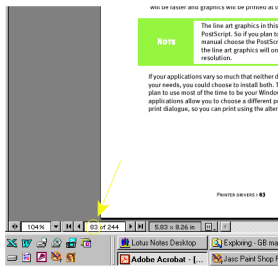 will be faster and graphics will be printed at
The line art graphics in this
PostScript. So if you plan to
NOTE
manual choose the PostScr
the line art graphics will on
resolution.
If your applications vary so much that neither d
your needs, you could choose to install both. T
plan to use most of the time to be your Window
applications allow you to choose a different p
print dialogue, so you can print using the alter
PRINTER DRIVERS > 83
104% 83 of 244 5.83 x 8.26 in
Lotus Notes Desktop Exploring - GB ma
Adobe Acrobat - [... Jasc Paint Shop